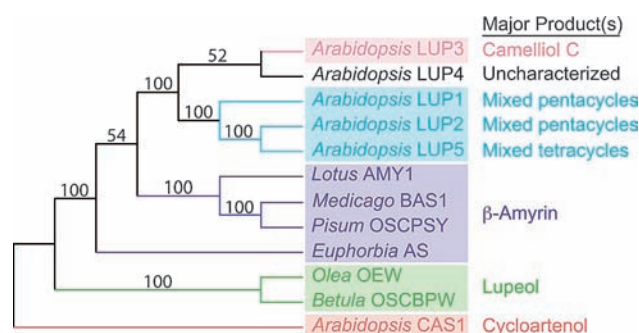 Major Product(s)
52
Arabidopsis LUP3 Camelliol C
100
Arabidopsis LUP4 Uncharacterized
100
Arabidopsis LUP1 Mixed pentacycles
54
100
Arabidopsis LUP2 Mixed pentacycles
Arabidopsis LUP5 Mixed tetracycles
100
100
Lotus AMY1
100
Medicago BAS1
β-Amyrin
Pisum OSCPSY
Euphorbia AS
100
Olea OEW
Lupeol
Betula OSCBPW
Arabidopsis CAS1 Cycloartenol